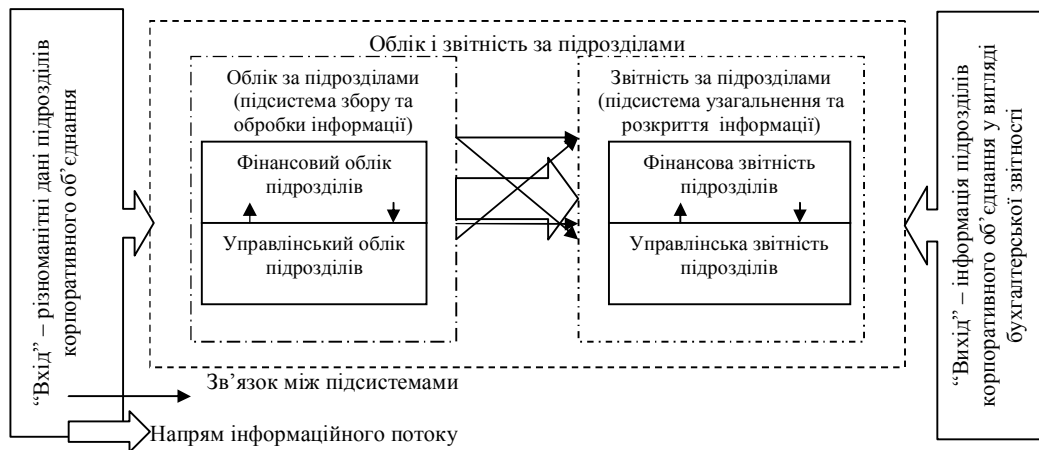 “Вхід” – різноманітні дані підрозділів
корпоративного об’єднання
Облік і звітність за підрозділами
Облік за підрозділами
(підсистема збору та
обробки інформації)
Фінансовий облік
підрозділів
Управлінський облік
підрозділів
Звітність за підрозділами
(підсистема узагальнення та
розкриття інформації)
Фінансова звітність
підрозділів
Управлінська звітність
підрозділів
“Вихід” – інформація підрозділів
корпоративного об’єднання у вигляді
бухгалтерської звітності
Зв’язок між підсистемами
Напрям інформаційного потоку